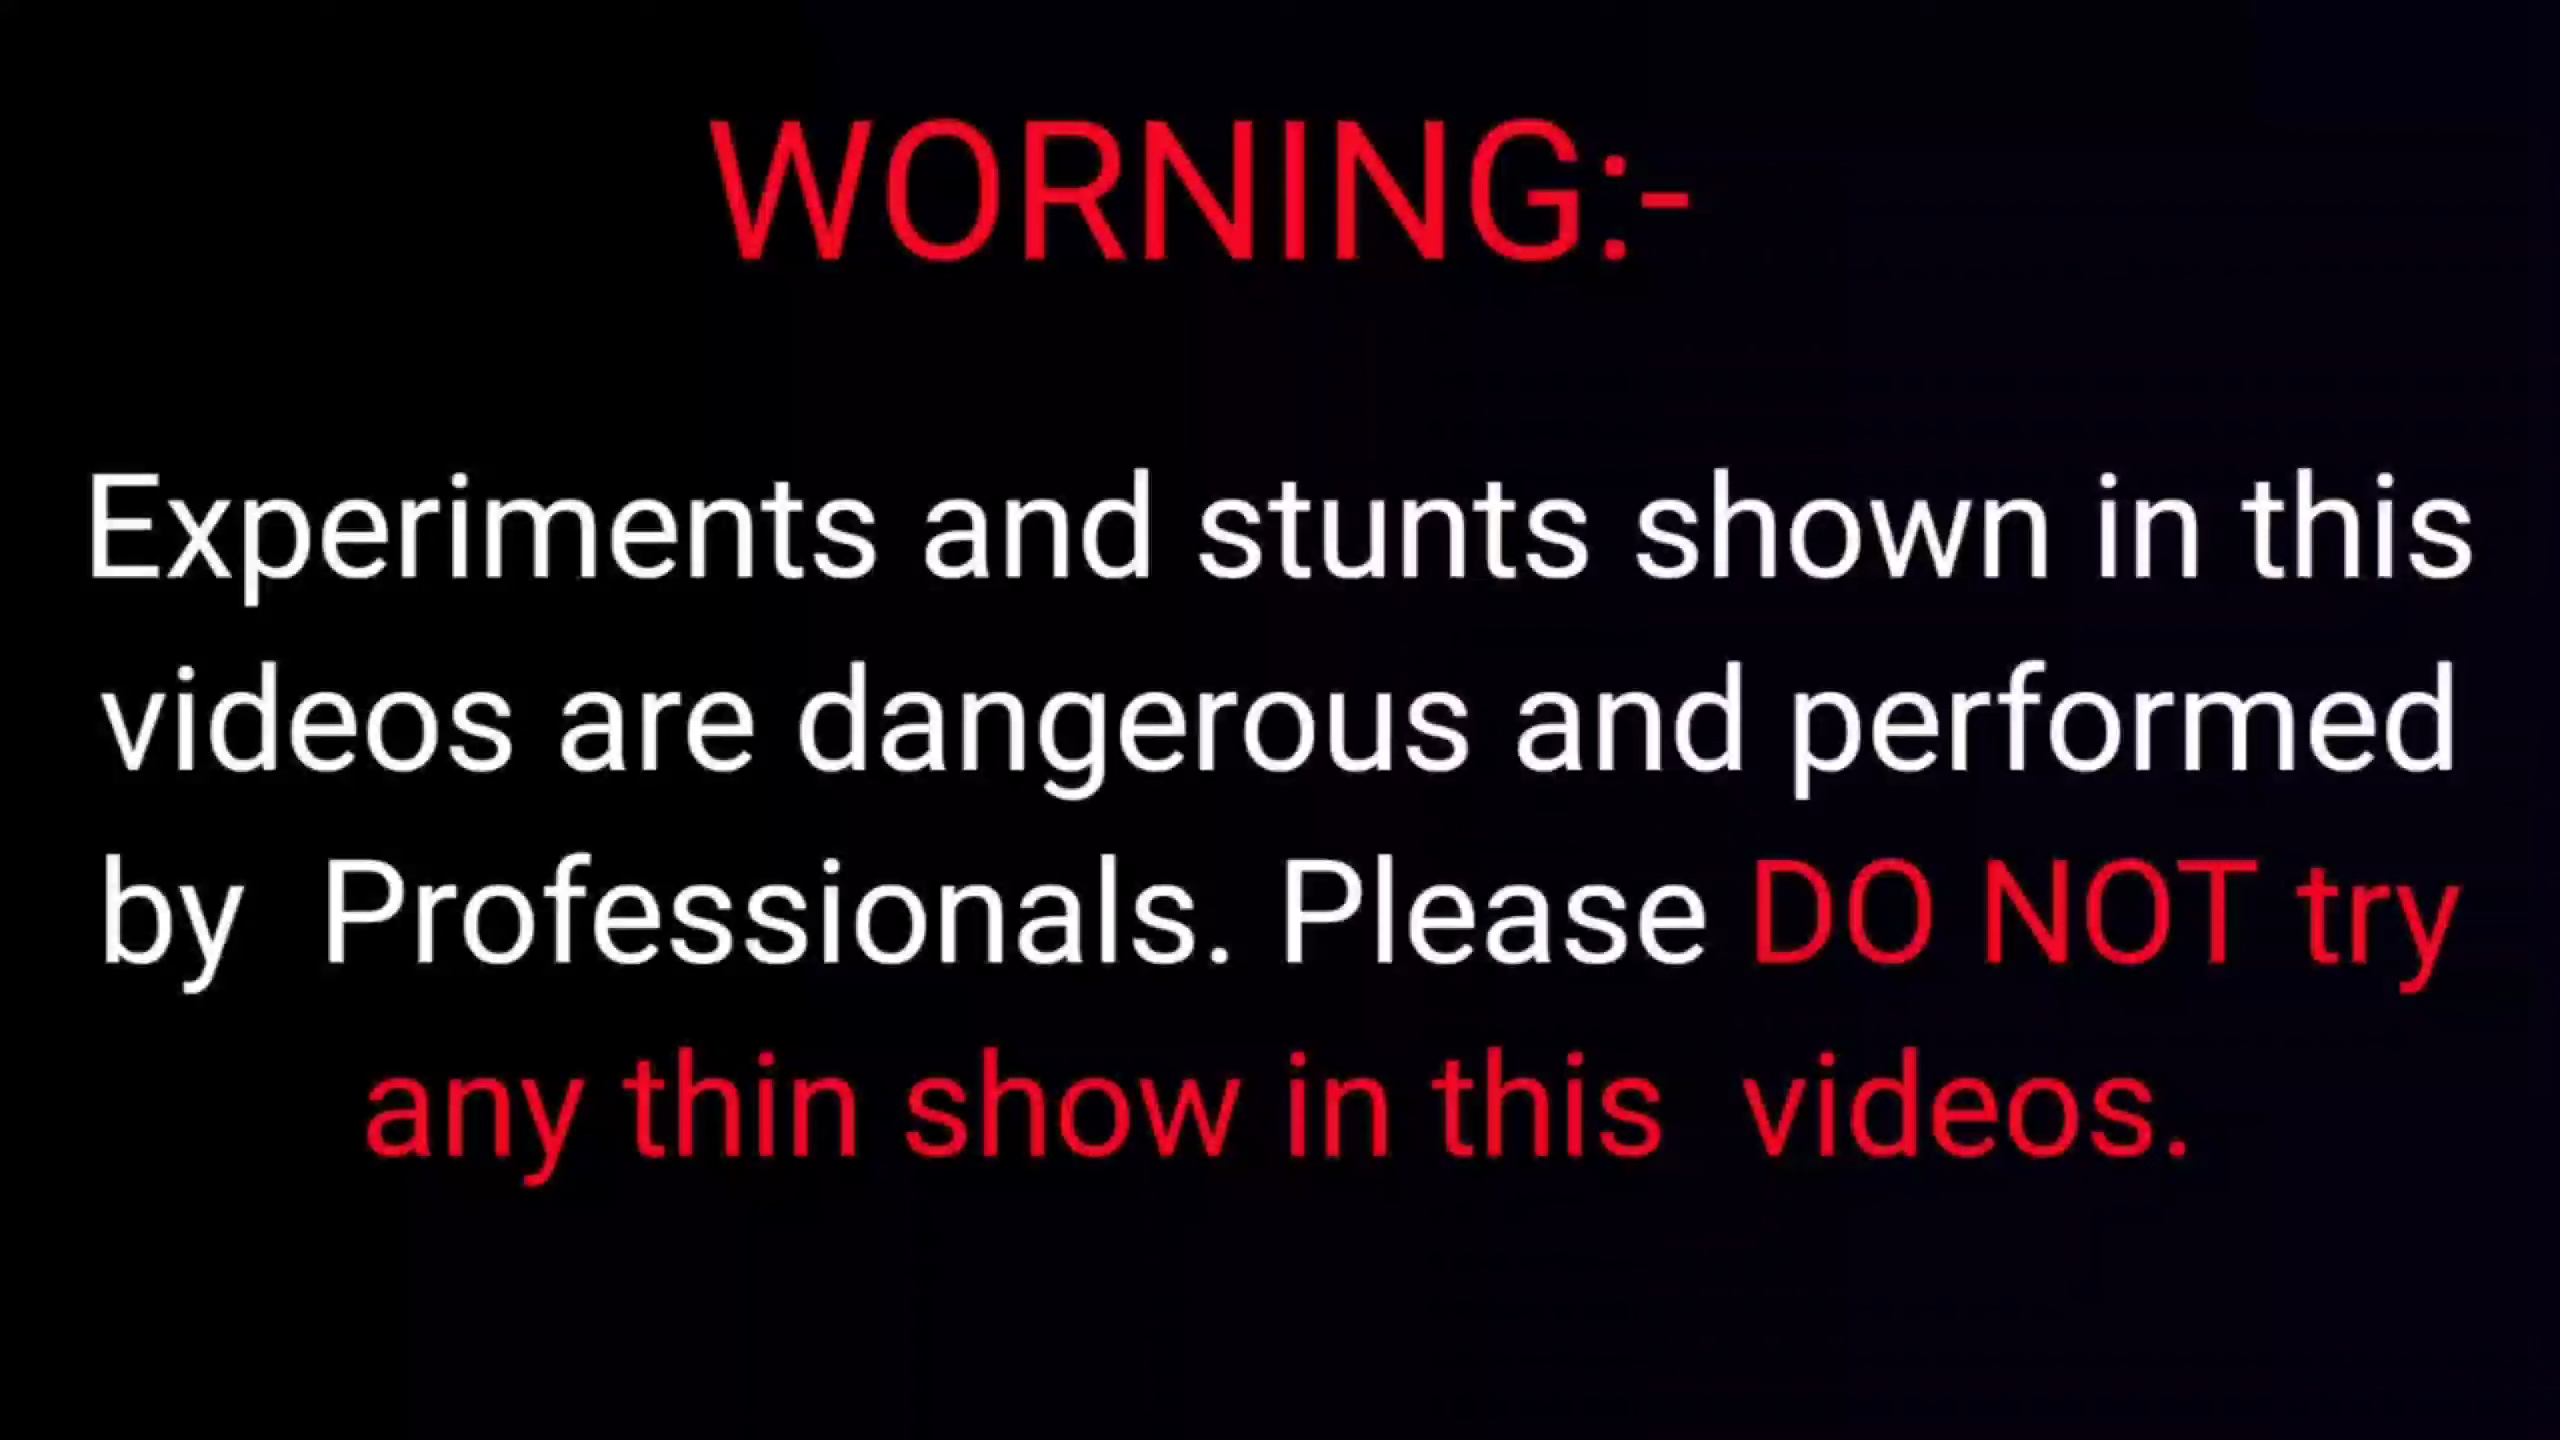 WORNING:-
Experiments and stunts shown in this
videos are dangerous and performed
by  Professionals. Please DO NOT try
any thin show in this  videos.